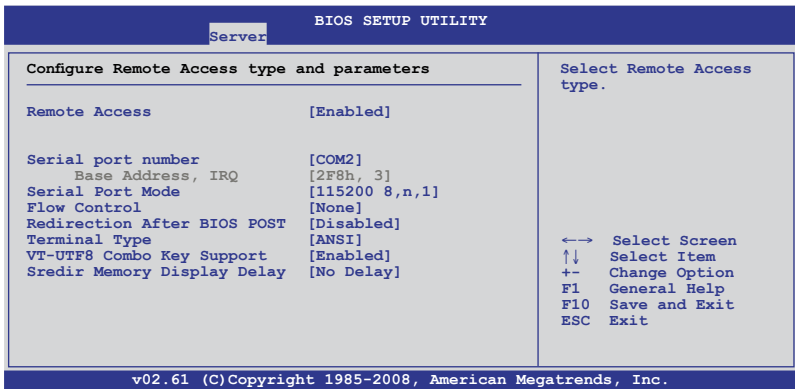 BIOS SETUP UTILITY
Server
Configure Remote Access type and parameters
Remote Access [Enabled]
Serial port number [COM2]
Base Address, IRQ [2F8h, 3]
Serial Port Mode [115200 8,n,1]
Flow Control [None]
Redirection After BIOS POST [Disabled]
Terminal Type [ANSI]
VT-UTF8 Combo Key Support [Enabled]
Sredir Memory Display Delay [No Delay]
Select Remote Access
type.
←→ Select Screen
↑↓ Select Item
+- Change Option
F1 General Help
F10 Save and Exit
ESC Exit
v02.61 (C)Copyright 1985-2008, American Megatrends, Inc.